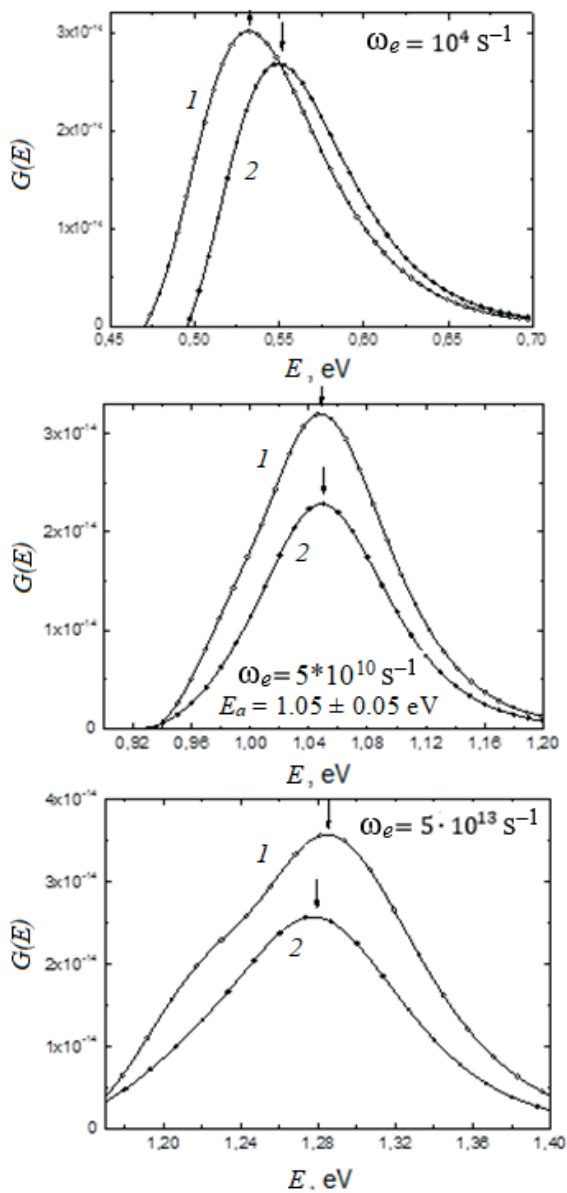 3x10⁻¹⁴
2x10⁻¹⁴
1x10⁻¹⁴
0
G(E)
1
2
ωₑ = 10⁴ S⁻¹
0,45 0,50 0,55 0,60 0,65 0,70
E , eV
3x10⁻¹⁴
2x10⁻¹⁴
1x10⁻¹⁴
0
G(E)
1
2
ωₑ = 5*10¹⁰ S⁻¹
Eₐ = 1.05 ± 0.05 eV
0,92 0,96 1,00 1,04 1,08 1,12 1,16 1,20
E , eV
4x10⁻¹⁴
3x10⁻¹⁴
2x10⁻¹⁴
1x10⁻¹⁴
0
G(E)
1
2
ωₑ = 5 · 10¹³ S⁻¹
1,20 1,24 1,28 1,32 1,36 1,40
E , eV